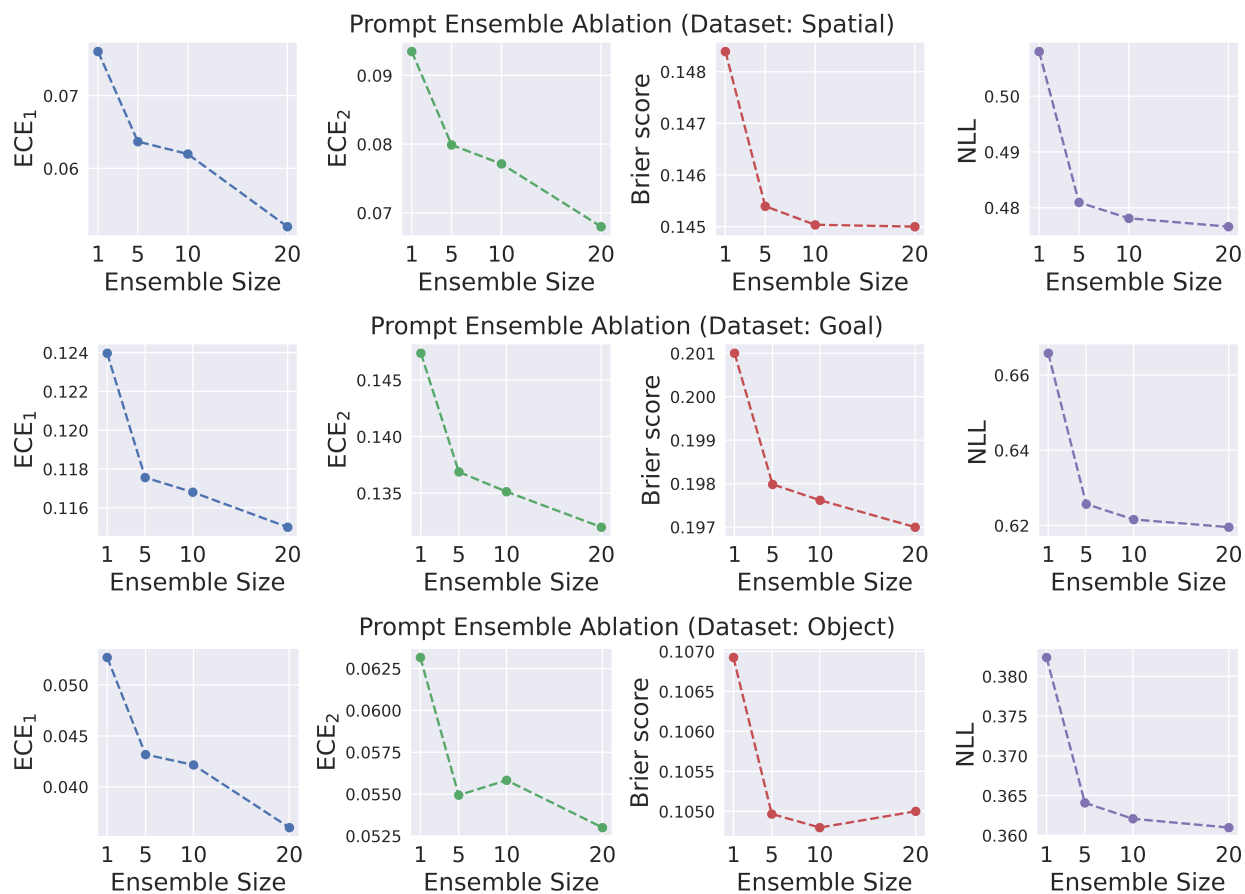 Prompt Ensemble Ablation (Dataset: Spatial)
ECE1
0.07
0.06
1 5 10 20
Ensemble Size
ECE2
0.09
0.08
0.07
1 5 10 20
Ensemble Size
Brier score
0.148
0.147
0.146
0.145
1 5 10 20
Ensemble Size
NLL
0.50
0.49
0.48
1 5 10 20
Ensemble Size
Prompt Ensemble Ablation (Dataset: Goal)
ECE1
0.124
0.122
0.120
0.118
0.116
1 5 10 20
Ensemble Size
ECE2
0.145
0.140
0.135
1 5 10 20
Ensemble Size
Brier score
0.201
0.200
0.199
0.198
0.197
1 5 10 20
Ensemble Size
NLL
0.66
0.64
0.62
1 5 10 20
Ensemble Size
Prompt Ensemble Ablation (Dataset: Object)
ECE1
0.050
0.045
0.040
1 5 10 20
Ensemble Size
ECE2
0.0625
0.0600
0.0575
0.0550
0.0525
1 5 10 20
Ensemble Size
Brier score
0.1070
0.1065
0.1060
0.1055
0.1050
1 5 10 20
Ensemble Size
NLL
0.380
0.375
0.370
0.365
0.360
1 5 10 20
Ensemble Size